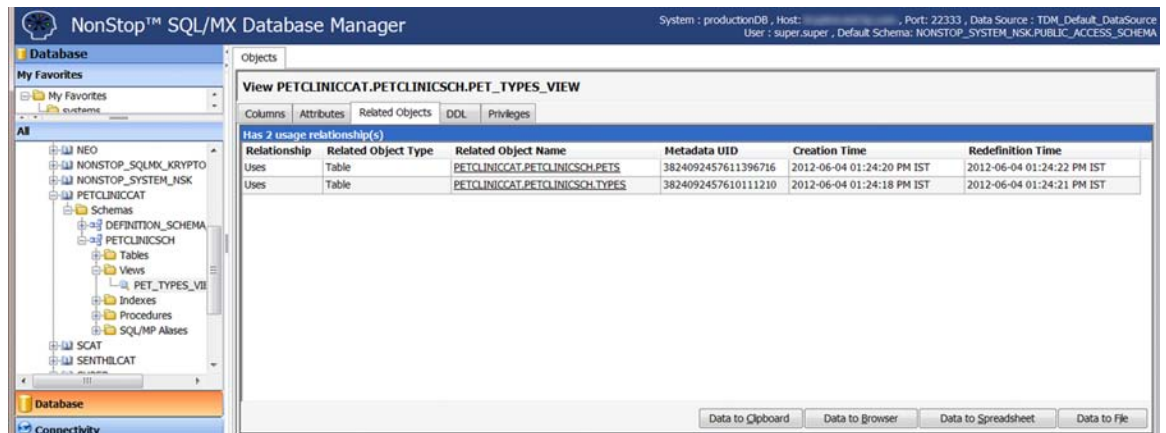 NonStop™ SQL/MX Database Manager
System : productionDB , Host: , Port: 22333 , Data Source : TDM_Default_DataSource
User : super.super , Default Schema: NONSTOP_SYSTEM_NSK.PUBLIC_ACCESS_SCHEMA
Database
My Favorites
My Favorites
systems
All
NEO
NONSTOP_SQLMX_KRYPTO
NONSTOP_SYSTEM_NSK
PETCLINICCAT
Schemas
DEFINITION_SCHEMA
PETCLINICSCH
Tables
Views
PET_TYPES_VIE
Indexes
Procedures
SQL/MP Aliases
SCAT
SENTHILCAT
Database
Connectivity
Objects
View PETCLINICCAT.PETCLINICSCH.PET_TYPES_VIEW
Columns Attributes Related Objects DDL Privileges
Has 2 usage relationship(s)
Relationship Related Object Type Related Object Name Metadata UID Creation Time Redefinition Time
Uses Table PETCLINICCAT.PETCLINICSCH.PETS 3824092457611396716 2012-06-04 01:24:20 PM IST 2012-06-04 01:24:22 PM IST
Uses Table PETCLINICCAT.PETCLINICSCH.TYPES 3824092457610111210 2012-06-04 01:24:18 PM IST 2012-06-04 01:24:21 PM IST
Data to Clipboard Data to Browser Data to Spreadsheet Data to File